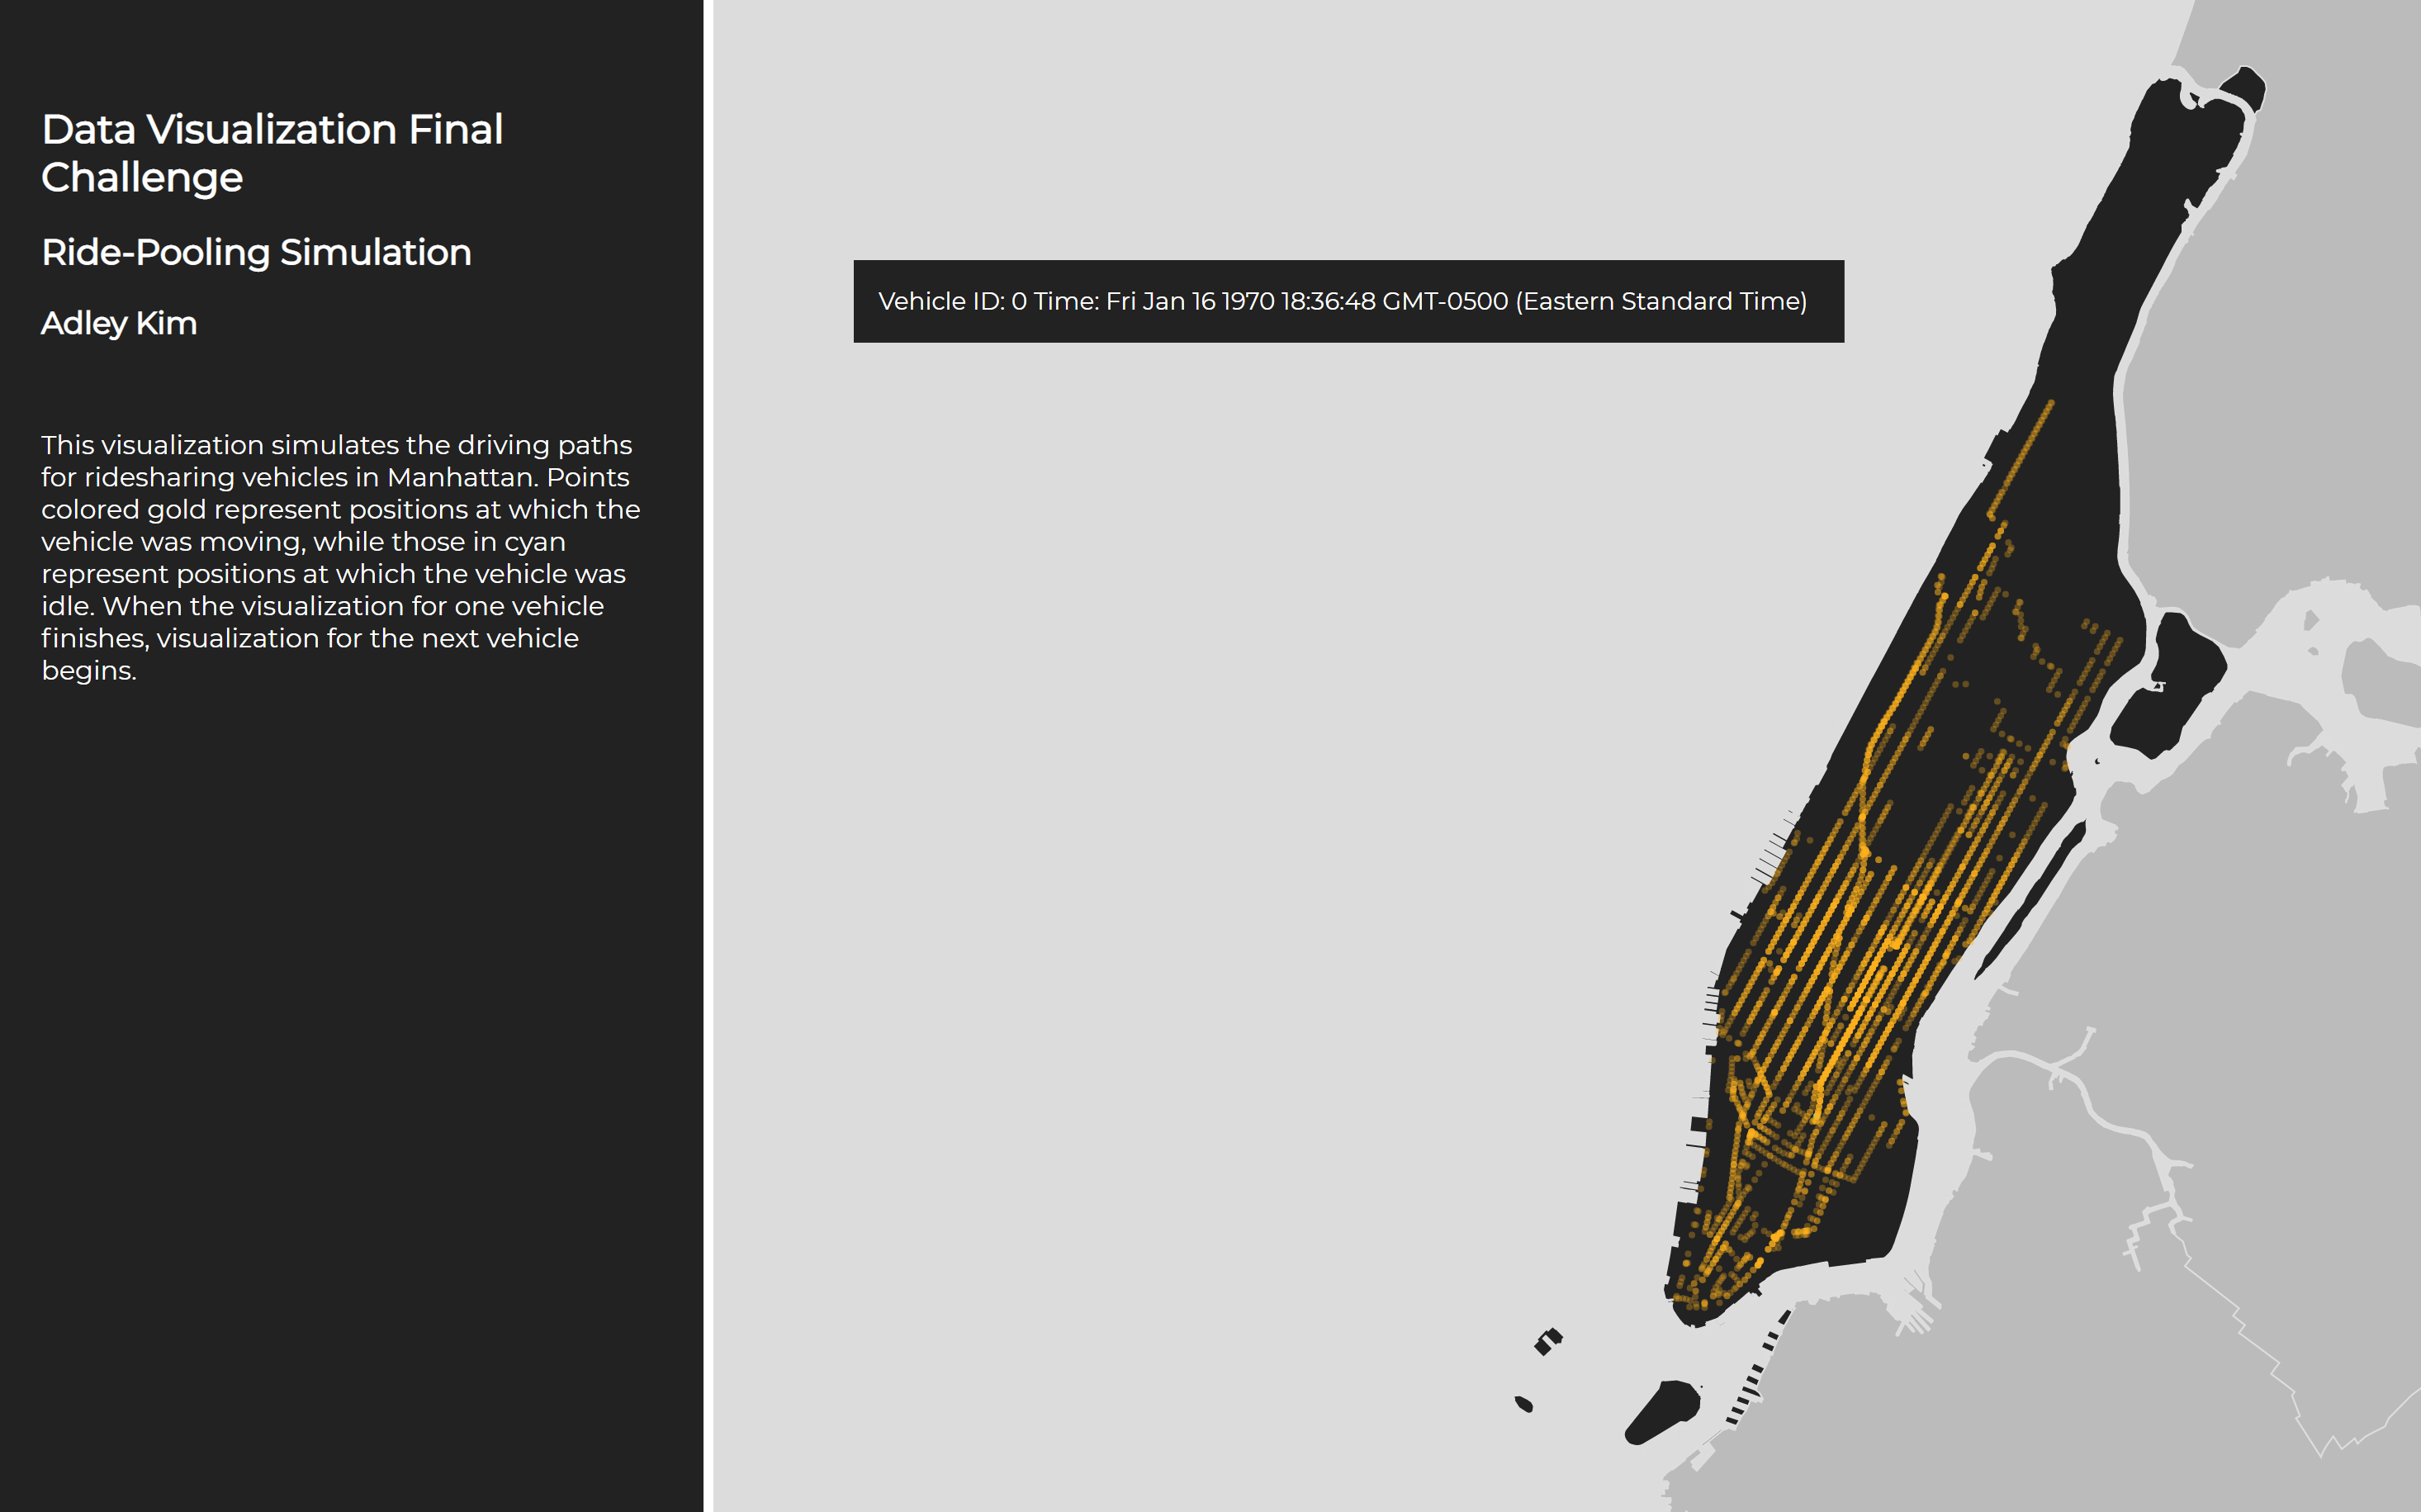 Data Visualization Final
Challenge
Ride-Pooling Simulation
Adley Kim
This visualization simulates the driving paths
for ridesharing vehicles in Manhattan. Points
colored gold represent positions at which the
vehicle was moving, while those in cyan
represent positions at which the vehicle was
idle. When the visualization for one vehicle
finishes, visualization for the next vehicle
begins.
Vehicle ID: 0 Time: Fri Jan 16 1970 18:36:48 GMT-0500 (Eastern Standard Time)